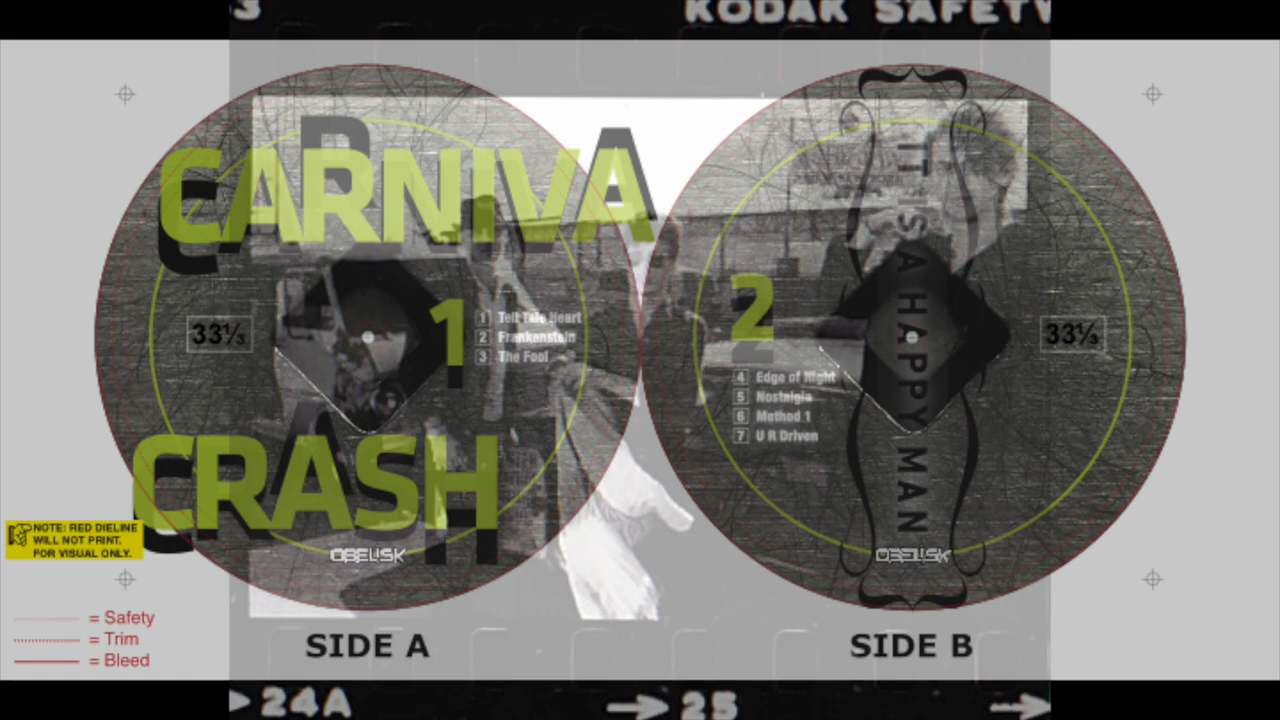 3
KODAK SAFETY
CARNIVA
CRASH
1
33⅓
1 Tell Tale Heart
2 Frankenstein
3 The Fool
OBELISK
SIDE A
IT IS A HAPPY MAN
2
33⅓
4 Edge of Night
5 Nostalgia
6 Method 1
7 U R Driven
OBELISK
SIDE B
NOTE: RED DIELINE
WILL NOT PRINT.
FOR VISUAL ONLY.
= Safety
= Trim
= Bleed
24A
25